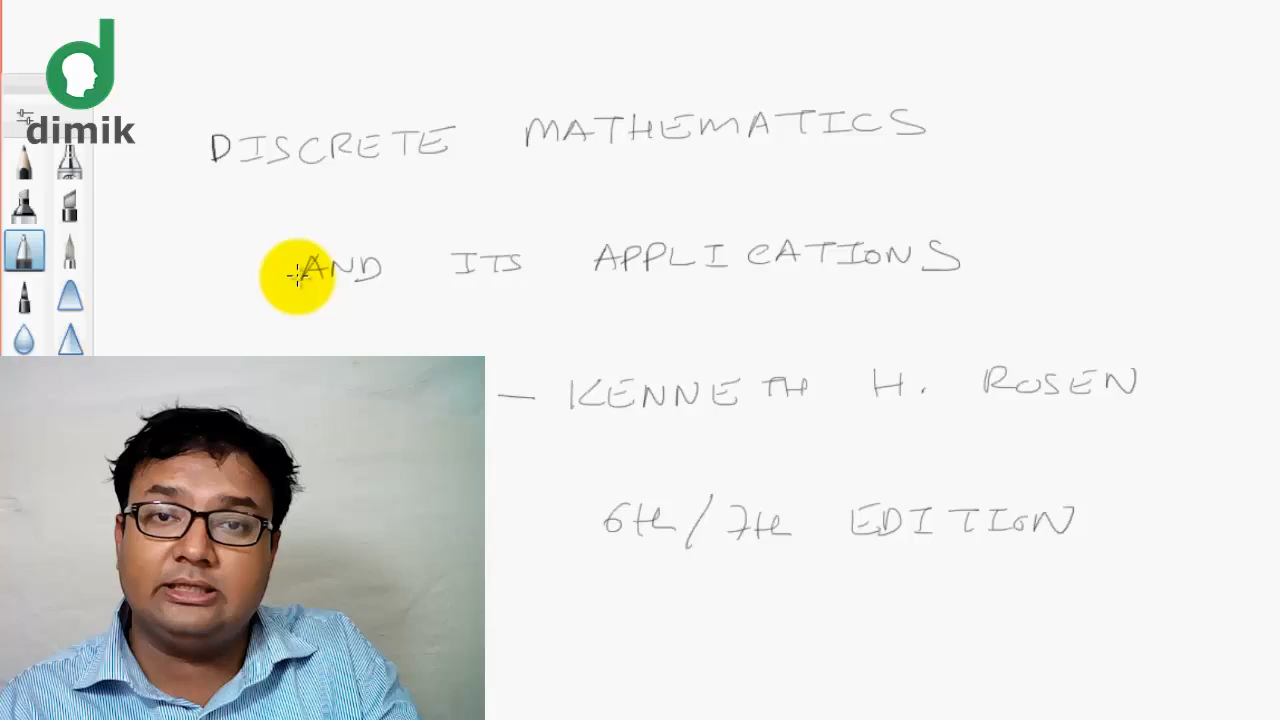 dimik
DISCRETE MATHEMATICS
AND ITS APPLICATIONS
— KENNETH H. ROSEN
6th/7th EDITION